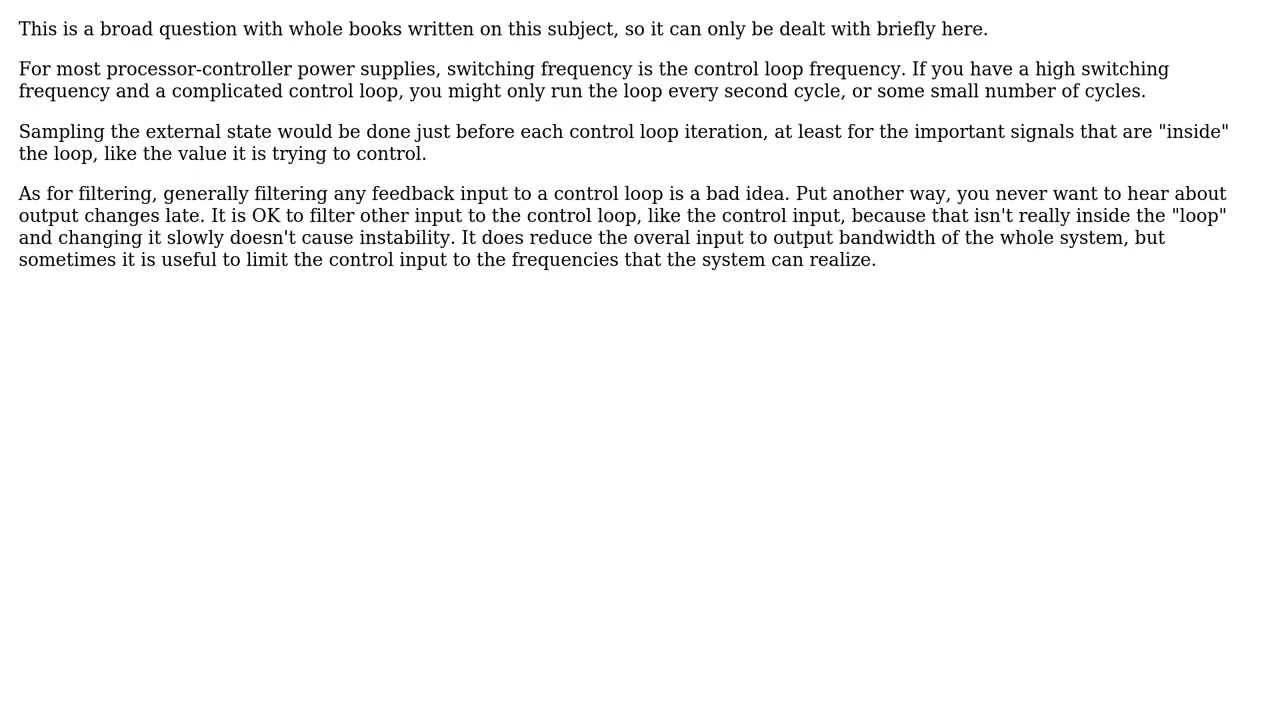 This is a broad question with whole books written on this subject, so it can only be dealt with briefly here.
For most processor-controller power supplies, switching frequency is the control loop frequency. If you have a high switching
frequency and a complicated control loop, you might only run the loop every second cycle, or some small number of cycles.
Sampling the external state would be done just before each control loop iteration, at least for the important signals that are "inside"
the loop, like the value it is trying to control.
As for filtering, generally filtering any feedback input to a control loop is a bad idea. Put another way, you never want to hear about
output changes late. It is OK to filter other input to the control loop, like the control input, because that isn't really inside the "loop"
and changing it slowly doesn't cause instability. It does reduce the overal input to output bandwidth of the whole system, but
sometimes it is useful to limit the control input to the frequencies that the system can realize.